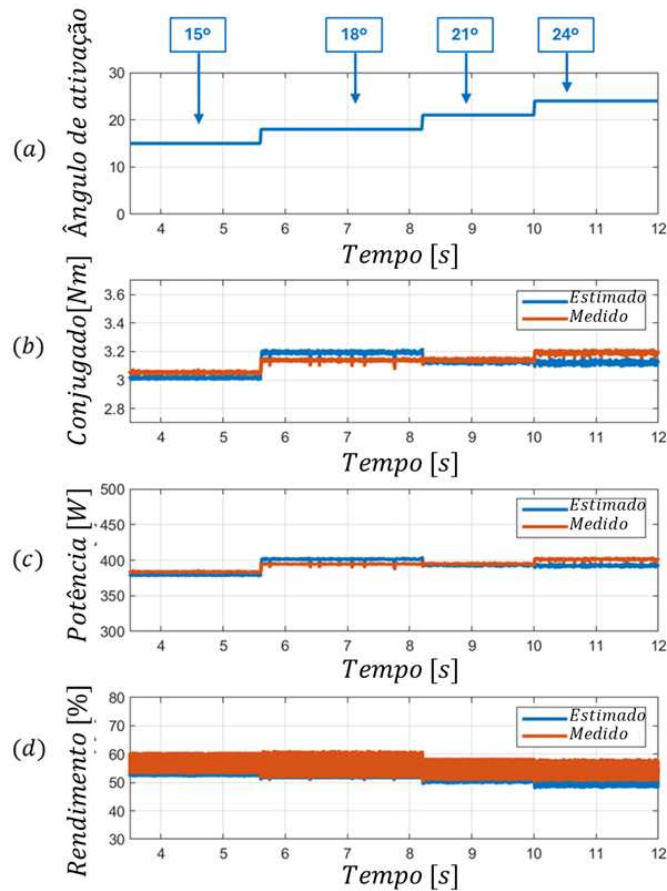 15º 18º 21º 24º
(a)
Ângulo de ativação
30
20
10
0
4 5 6 7 8 9 10 11 12
Tempo [s]
(b)
Conjugado[Nm]
3.6
3.4
3.2
3
2.8
Estimado
Medido
4 5 6 7 8 9 10 11 12
Tempo [s]
(c)
Potência [W]
500
450
400
350
300
Estimado
Medido
4 5 6 7 8 9 10 11 12
Tempo [s]
(d)
Rendimento [%]
80
70
60
50
40
30
Estimado
Medido
4 5 6 7 8 9 10 11 12
Tempo [s]